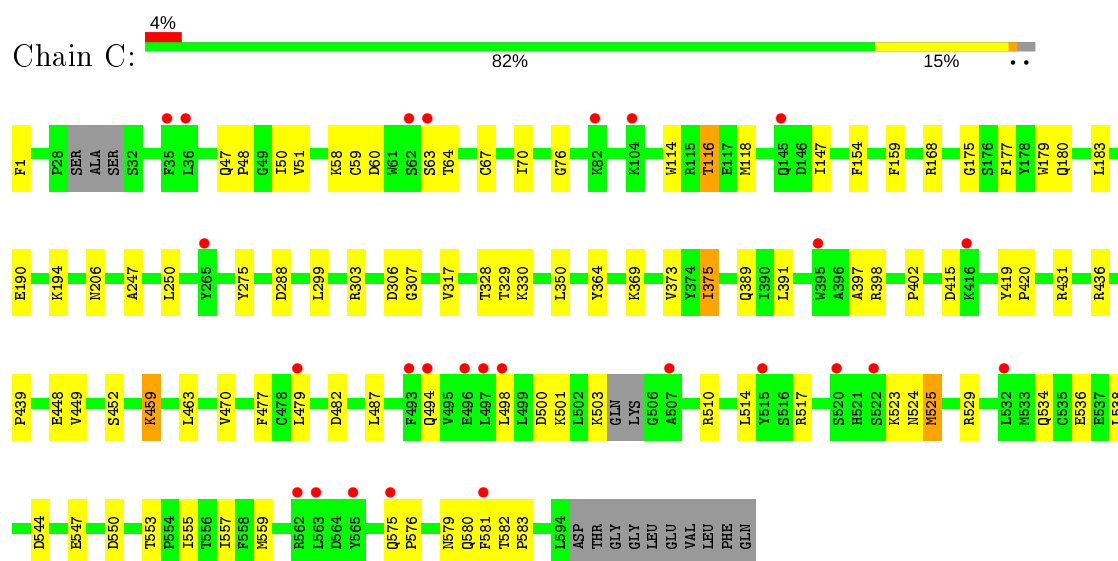 4%
Chain C:
82% 15% • •
F1 P28 SER ALA SER S32 F35 L36 Q47 P48 G49 I50 V51 K58 C59 D60 W61 S62 S63 T64 C67 I70 G76 K82 K104 W114 R115 T116 E117 M118 Q145 D146 I147 F154 F159 R168 G175 S176 F177 Y178 W179 Q180 L183
E190 K194 N206 A247 L250 Y265 Y275 D288 L299 R303 D306 G307 V317 T328 T329 K330 L350 Y364 K369 V373 Y374 I375 Q389 I390 L391 W395 A396 A397 R398 P402 D415 K416 Y419 P420 R431 R436
P439 E448 V449 S452 K459 L463 V470 F477 C478 L479 D482 L487 F493 Q494 V495 E496 L497 L498 L499 D500 K501 L502 K503 GLN LYS G506 A507 R510 L514 Y515 S516 R517 S520 H521 S522 K523 N524 M525 R529 L532 M533 Q534 C535 E536 E537 L538
D544 E547 D550 T553 P554 I555 T556 I557 F558 M559 R562 L563 D564 Y565 Q575 P576 N579 Q580 F581 T582 P583 L594 ASP THR GLY GLY LEU GLU VAL LEU PHE GLN